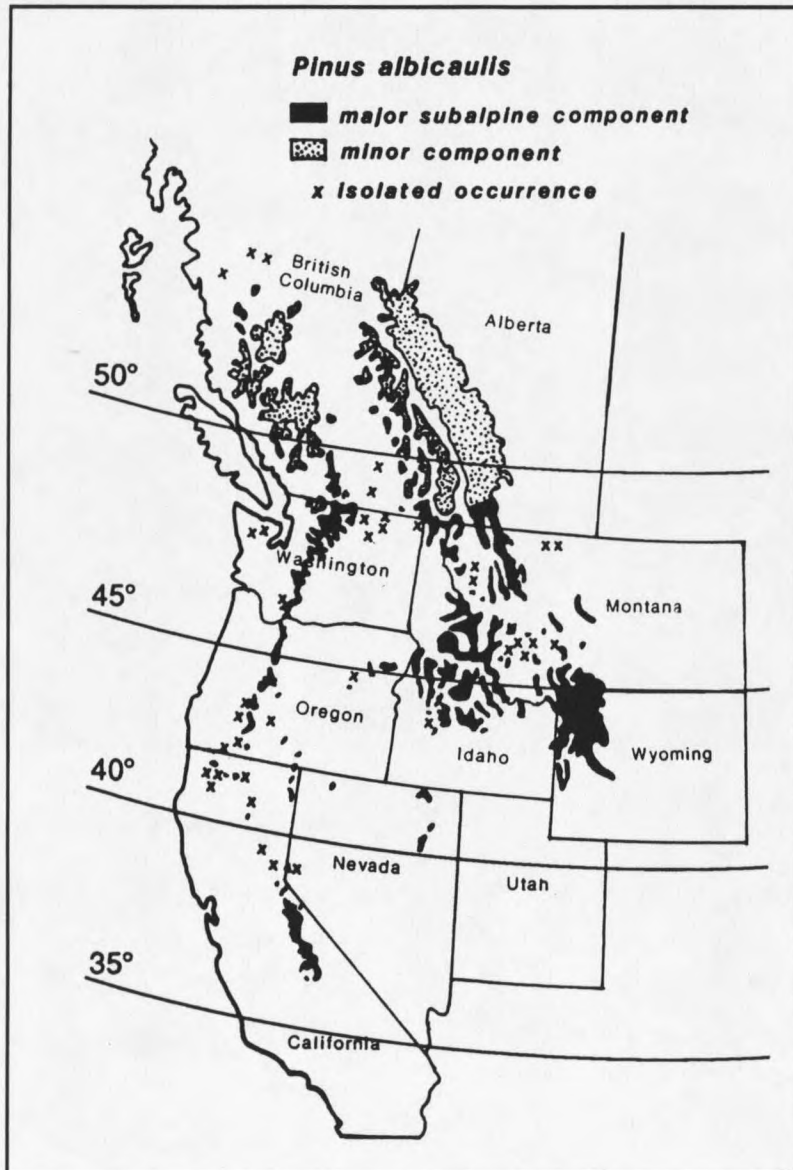 Pinus albicaulis
major subalpine component
minor component
x isolated occurrence
British
Columbia
Alberta
50°
Washington
Montana
45°
Oregon
Idaho
Wyoming
40°
Nevada
Utah
35°
California